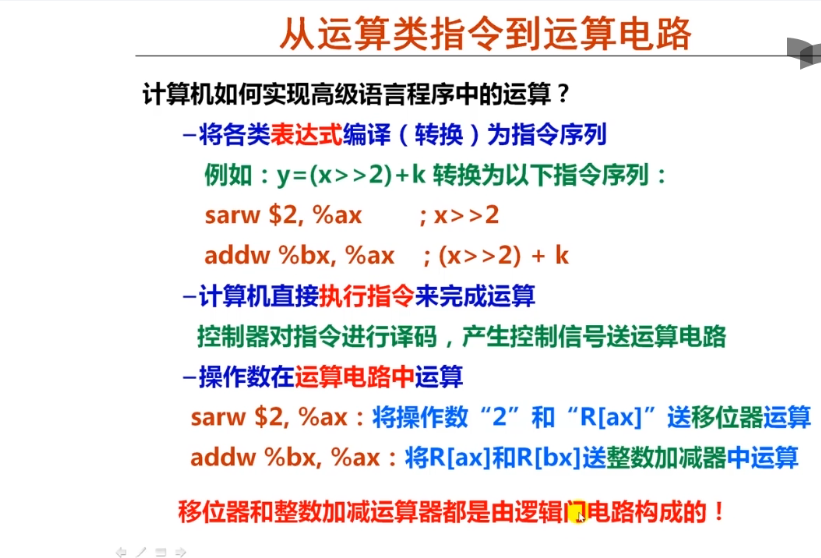 从运算类指令到运算电路
计算机如何实现高级语言程序中的运算？
–将各类表达式编译（转换）为指令序列
例如：y=(x>>2)+k 转换为以下指令序列：
sarw $2, %ax ; x>>2
addw %bx, %ax ; (x>>2) + k
–计算机直接执行指令来完成运算
控制器对指令进行译码，产生控制信号送运算电路
–操作数在运算电路中运算
sarw $2, %ax：将操作数“2”和“R[ax]”送移位器运算
addw %bx, %ax：将R[ax]和R[bx]送整数加减器中运算
移位器和整数加减运算器都是由逻辑门电路构成的！